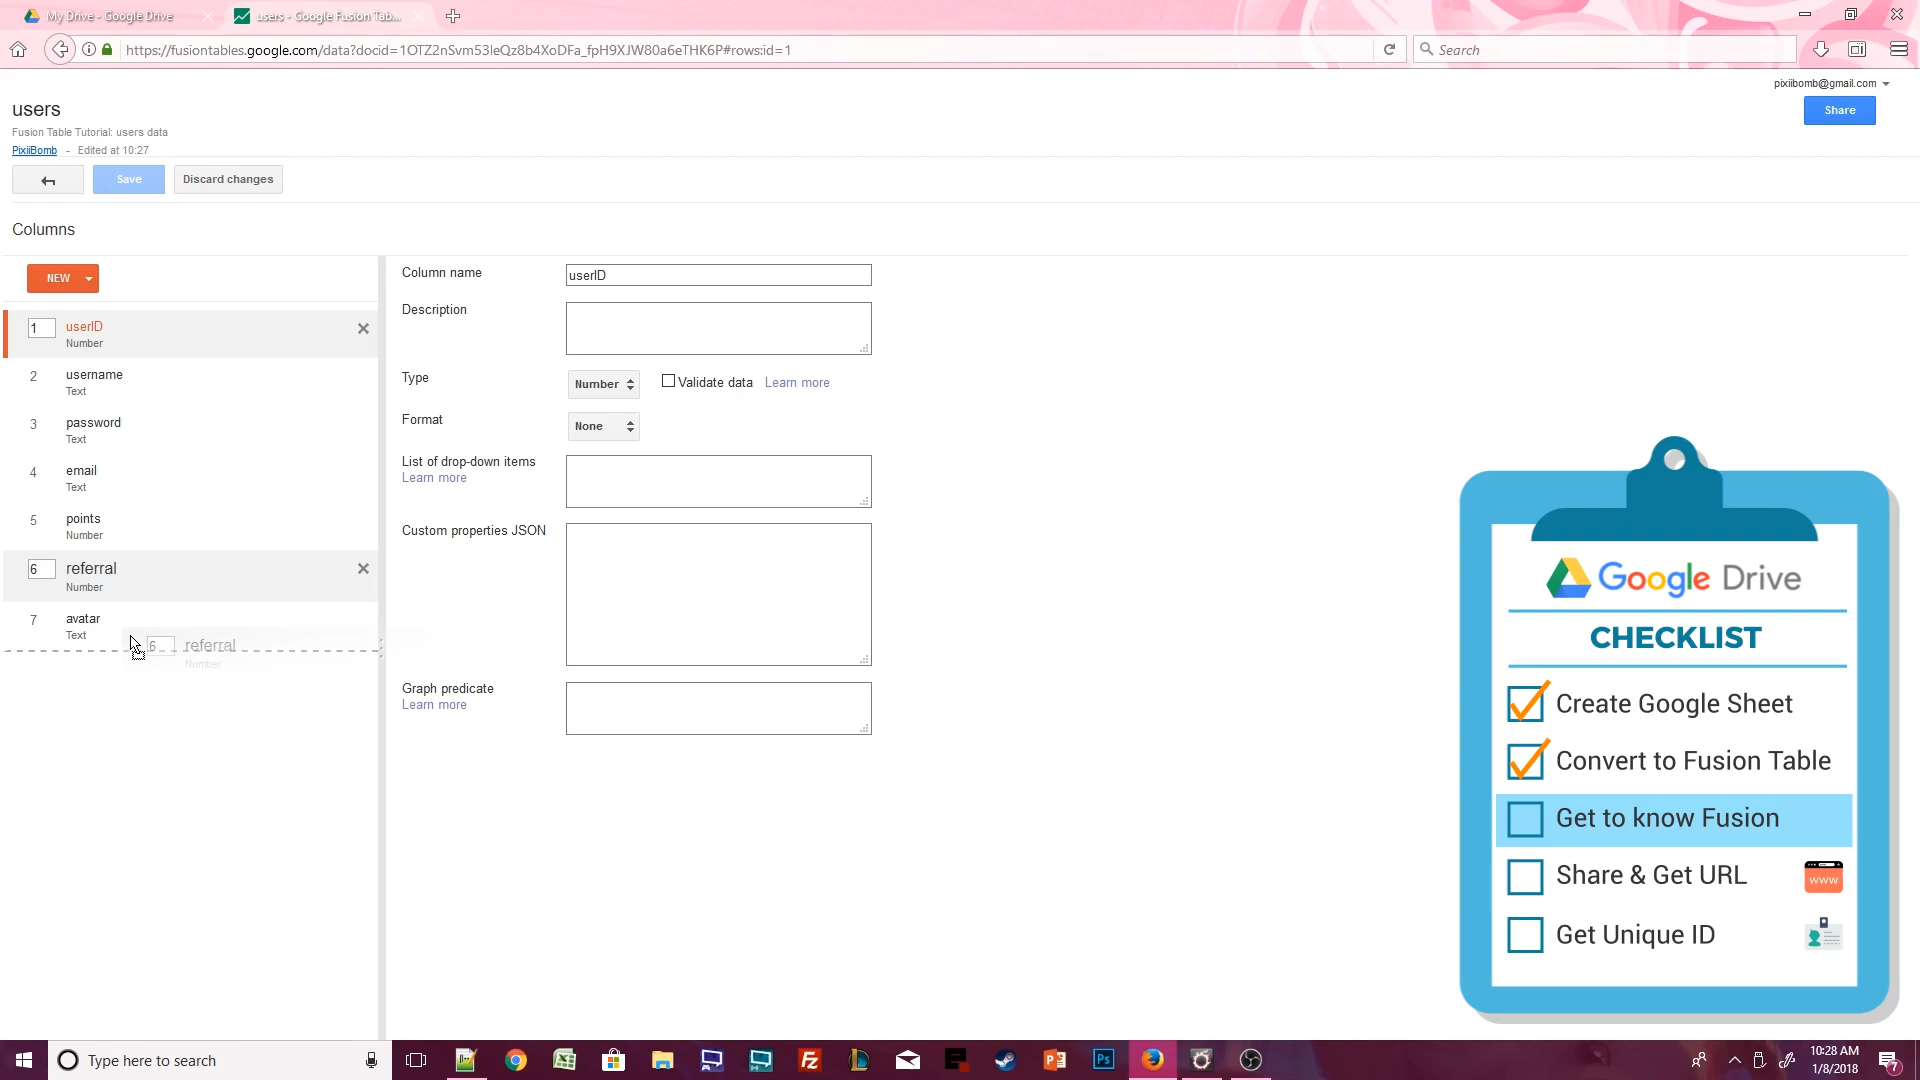 My Drive - Google Drive
users - Google Fusion Tab...
https://fusiontables.google.com/data?docid=1OTZ2nSvm53leQz8b4XoDFa_fpH9XJW80a6eTHK6P#rows:id=1
Search
pixiibomb@gmail.com
users
Share
Fusion Table Tutorial: users data
PixiiBomb - Edited at 10:27
Save
Discard changes
Columns
NEW
1 userID
Number
2 username
Text
3 password
Text
4 email
Text
5 points
Number
6 referral
Number
7 avatar
Text
6 referral
Number
Column name
userID
Description
Type
Number
Validate data
Learn more
Format
None
List of drop-down items
Learn more
Custom properties JSON
Graph predicate
Learn more
Google Drive
CHECKLIST
Create Google Sheet
Convert to Fusion Table
Get to know Fusion
Share & Get URL
www
Get Unique ID
Type here to search
Fz
Ps
10:28 AM
1/8/2018
7